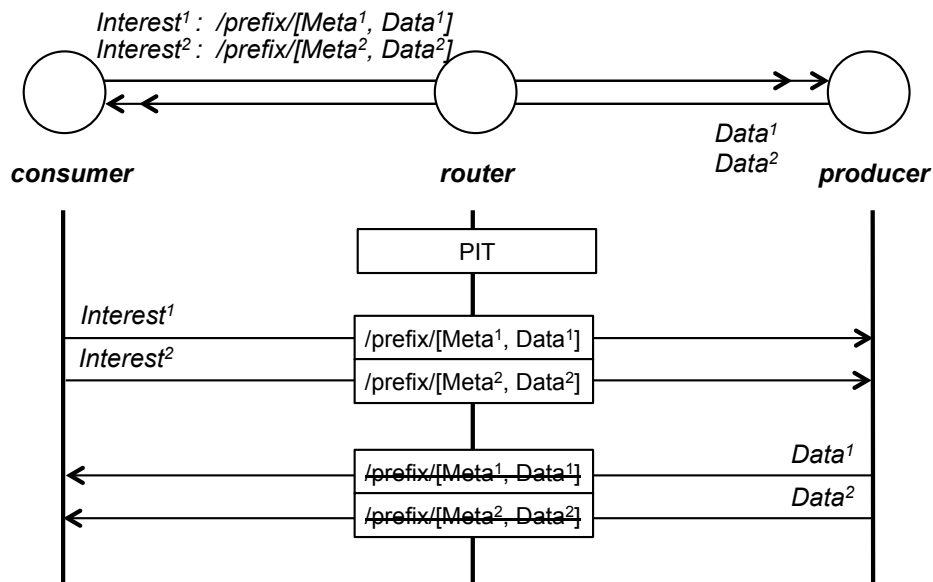 Interest¹ :  /prefix/[Meta¹, Data¹]
Interest² :  /prefix/[Meta², Data²]
Data¹
Data²
consumer
router
producer
PIT
Interest¹
/prefix/[Meta¹, Data¹]
Interest²
/prefix/[Meta², Data²]
Data¹
/prefix/[Meta¹, Data¹]
Data²
/prefix/[Meta², Data²]